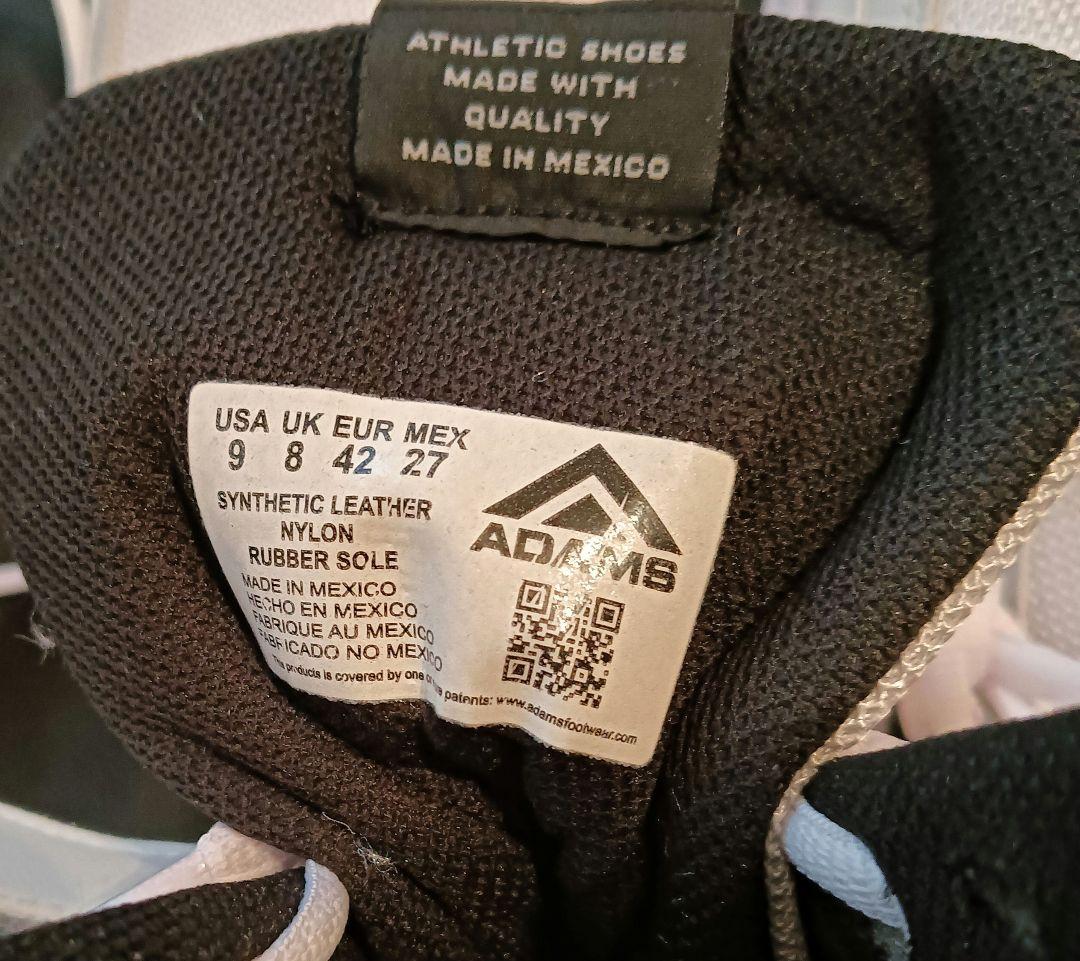 ATHLETIC SHOES
MADE WITH
QUALITY
MADE IN MEXICO
USA UK EUR MEX
9 8 42 27
SYNTHETIC LEATHER
NYLON
RUBBER SOLE
MADE IN MEXICO
HECHO EN MEXICO
FABRIQUE AU MEXICO
FABRICADO NO MEXICO
ADAMS
This products is covered by one patents: www.adamsfootwear.com